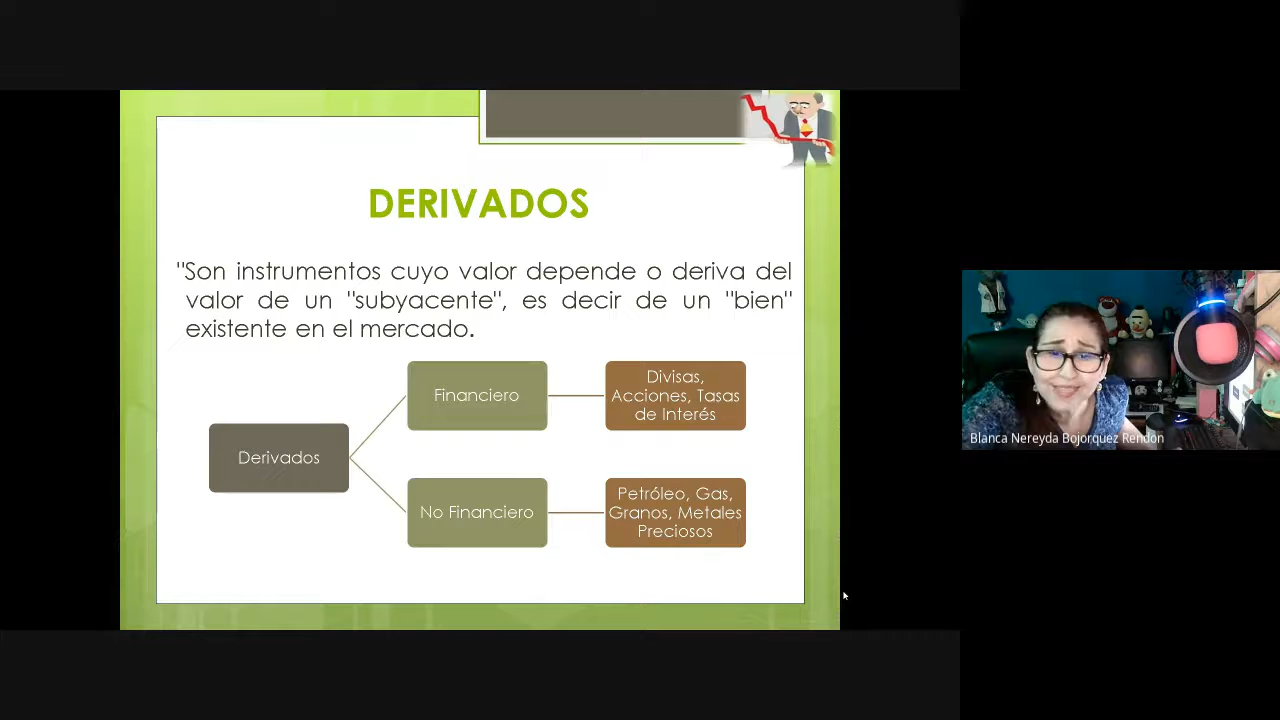 DERIVADOS
"Son instrumentos cuyo valor depende o deriva del
valor de un "subyacente", es decir de un "bien"
existente en el mercado.
Derivados
Financiero
Divisas,
Acciones, Tasas
de Interés
No Financiero
Petróleo, Gas,
Granos, Metales
Preciosos
Blanca Nereyda Bojorquez Rendon